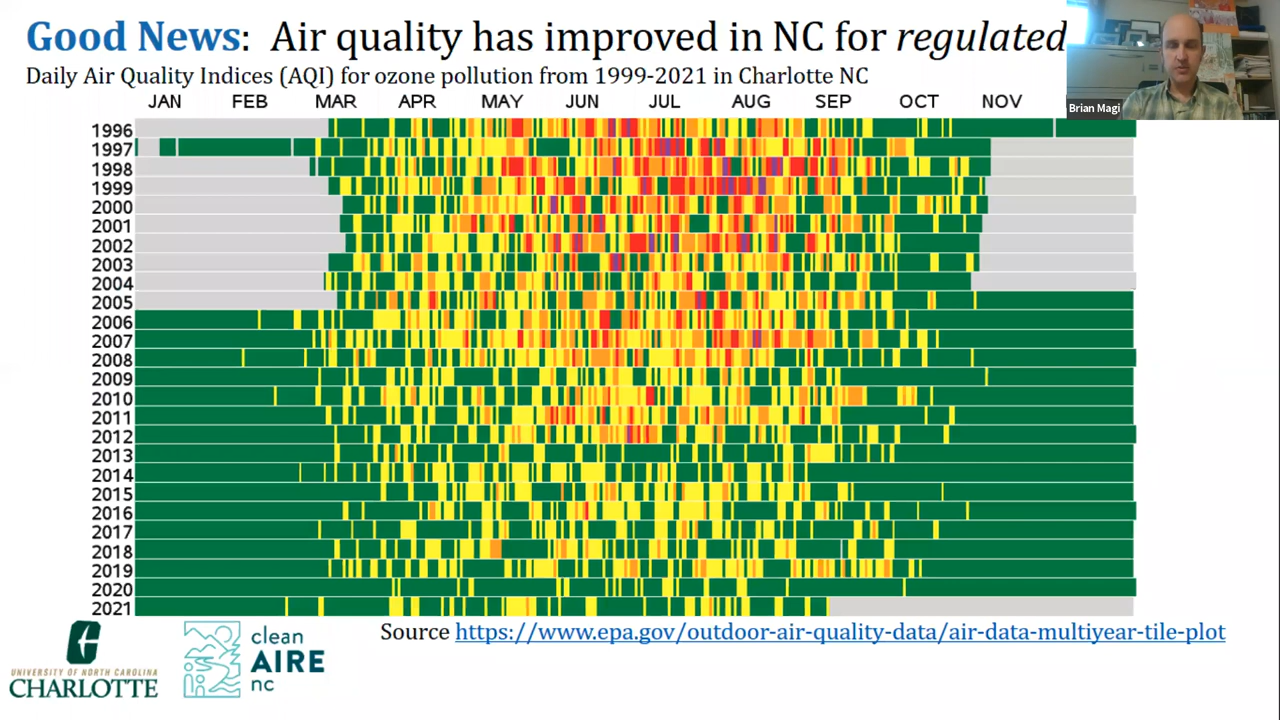 Good News: Air quality has improved in NC for regulated
Daily Air Quality Indices (AQI) for ozone pollution from 1999-2021 in Charlotte NC
Brian Magi
JAN FEB MAR APR MAY JUN JUL AUG SEP OCT NOV
1996
1997
1998
1999
2000
2001
2002
2003
2004
2005
2006
2007
2008
2009
2010
2011
2012
2013
2014
2015
2016
2017
2018
2019
2020
2021
Source https://www.epa.gov/outdoor-air-quality-data/air-data-multiyear-tile-plot
UNIVERSITY OF NORTH CAROLINA
CHARLOTTE
clean
AIRE
nc